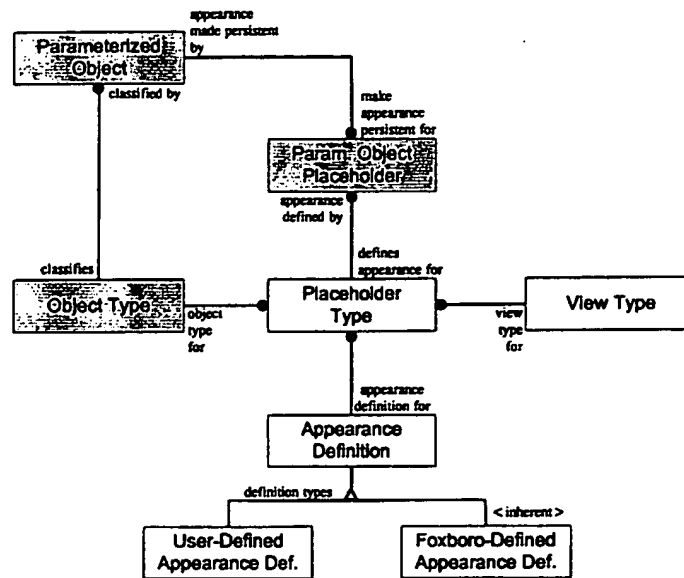 appearance
made persistent
by
Parameterized
Object
classified by
make
appearance
persistent for
Param. Object
Placeholder
appearance
defined by
classifies
defines
appearance for
Object Type
object
type
for
Placeholder
Type
view
type
for
View Type
appearance
definition for
Appearance
Definition
definition types
< inherent >
User-Defined
Appearance Def.
Foxboro-Defined
Appearance Def.